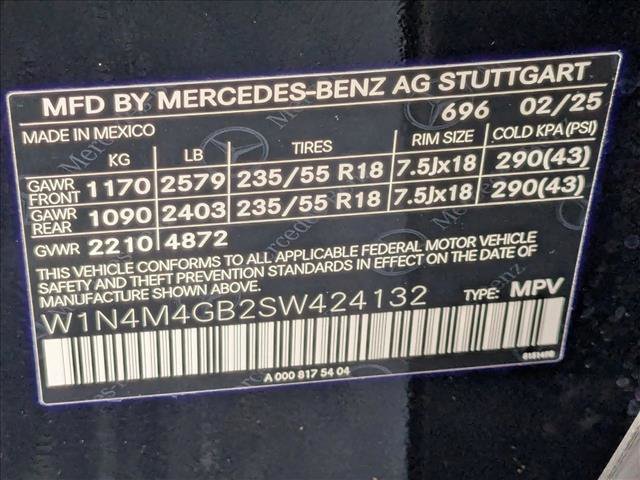 MFD BY MERCEDES-BENZ AG STUTTGART
696 02/25
MADE IN MEXICO
KG LB TIRES RIM SIZE COLD KPA(PSI)
GAWR FRONT 1170 2579 235/55 R18 7.5Jx18 290(43)
GAWR REAR 1090 2403 235/55 R18 7.5Jx18 290(43)
GVWR 2210 4872
THIS VEHICLE CONFORMS TO ALL APPLICABLE FEDERAL MOTOR VEHICLE
SAFETY AND THEFT PREVENTION STANDARDS IN EFFECT ON THE DATE OF
MANUFACTURE SHOWN ABOVE.
W1N4M4GB2SW424132 TYPE: MPV
A 000 817 54 04